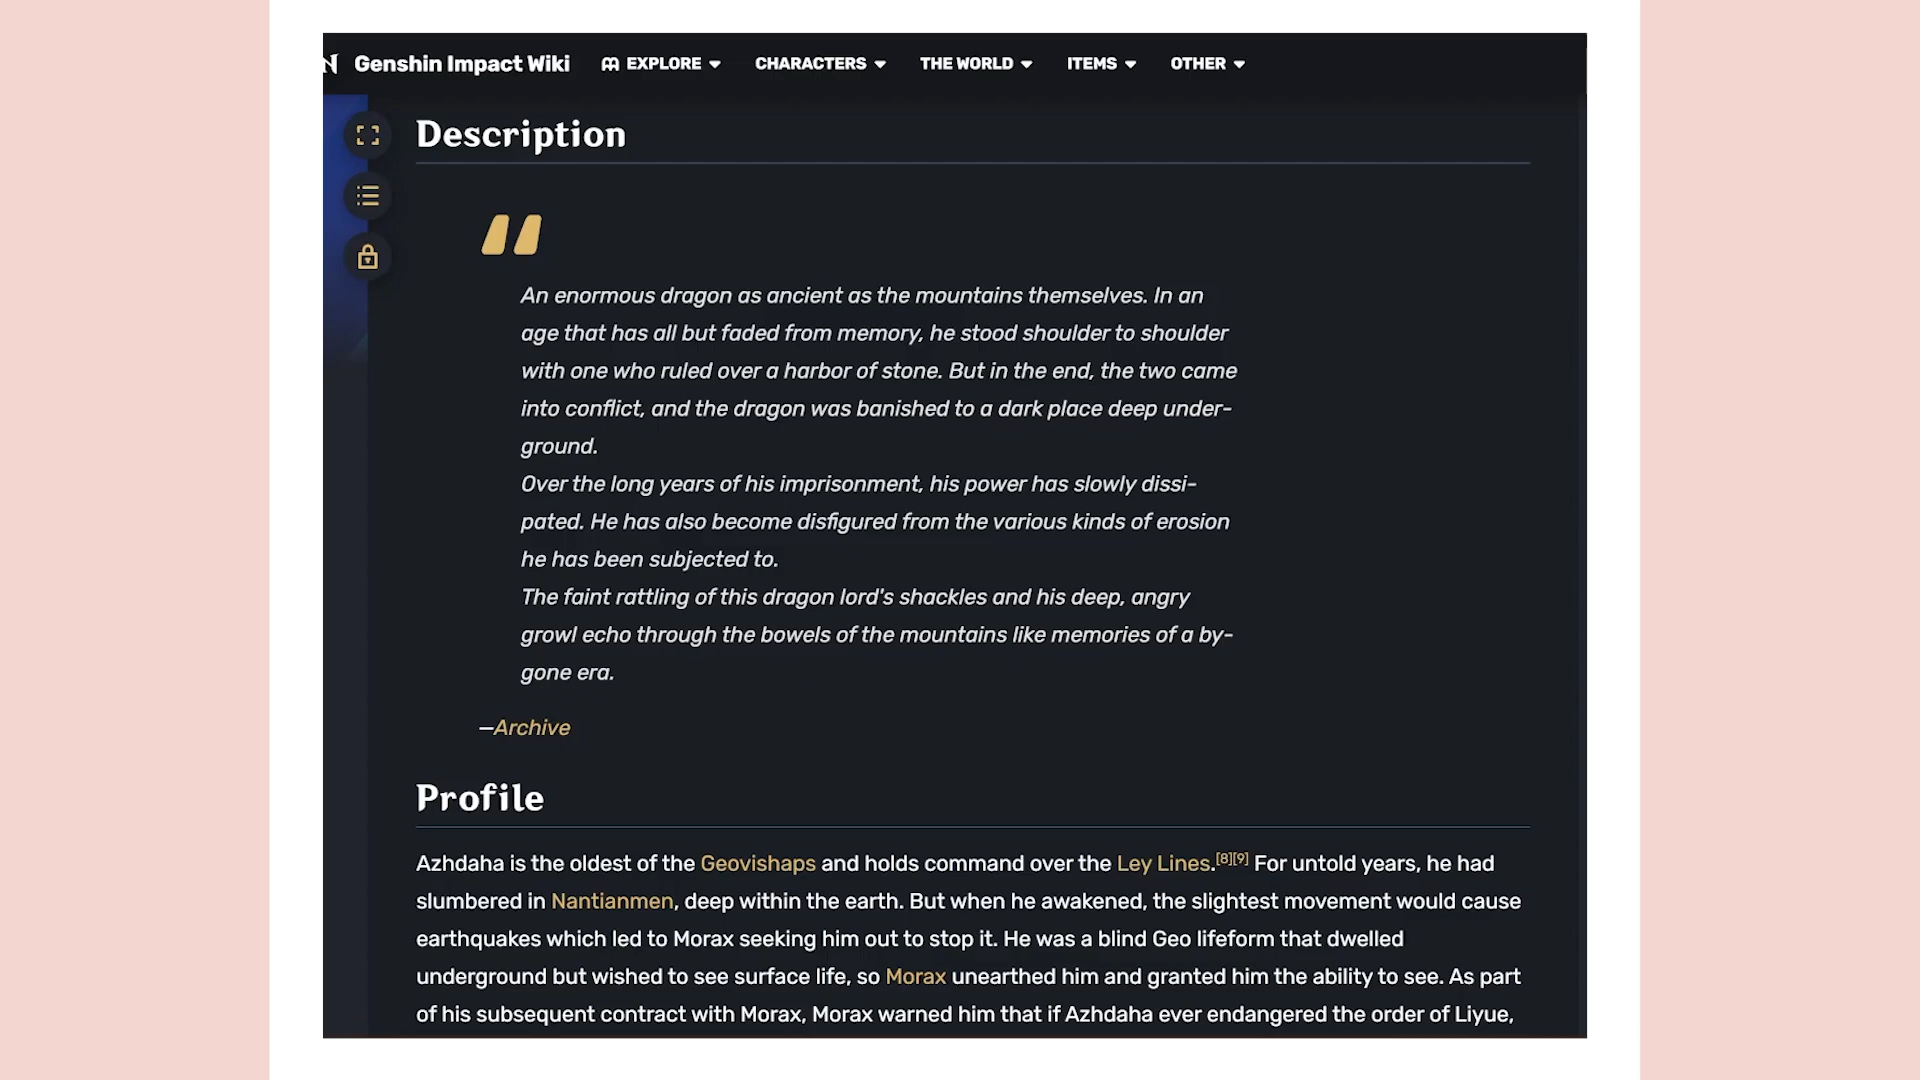 Genshin Impact Wiki EXPLORE CHARACTERS THE WORLD ITEMS OTHER
Description
An enormous dragon as ancient as the mountains themselves. In an
age that has all but faded from memory, he stood shoulder to shoulder
with one who ruled over a harbor of stone. But in the end, the two came
into conflict, and the dragon was banished to a dark place deep under-
ground.
Over the long years of his imprisonment, his power has slowly dissi-
pated. He has also become disfigured from the various kinds of erosion
he has been subjected to.
The faint rattling of this dragon lord's shackles and his deep, angry
growl echo through the bowels of the mountains like memories of a by-
gone era.
—Archive
Profile
Azhdaha is the oldest of the Geovishaps and holds command over the Ley Lines.[8][9] For untold years, he had
slumbered in Nantianmen, deep within the earth. But when he awakened, the slightest movement would cause
earthquakes which led to Morax seeking him out to stop it. He was a blind Geo lifeform that dwelled
underground but wished to see surface life, so Morax unearthed him and granted him the ability to see. As part
of his subsequent contract with Morax, Morax warned him that if Azhdaha ever endangered the order of Liyue,